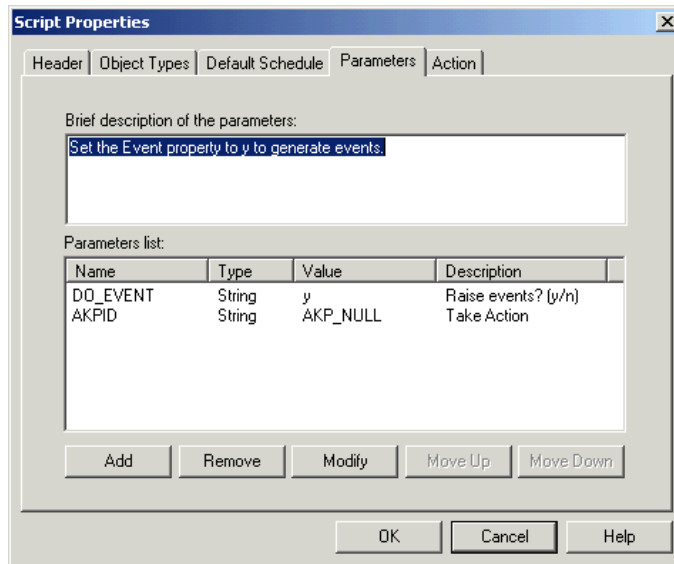 Script Properties
Header Object Types Default Schedule Parameters Action
Brief description of the parameters:
Set the Event property to y to generate events.
Parameters list:
Name Type Value Description
DO_EVENT String y Raise events? (y/n)
AKPID String AKP_NULL Take Action
Add Remove Modify Move Up Move Down
OK Cancel Help